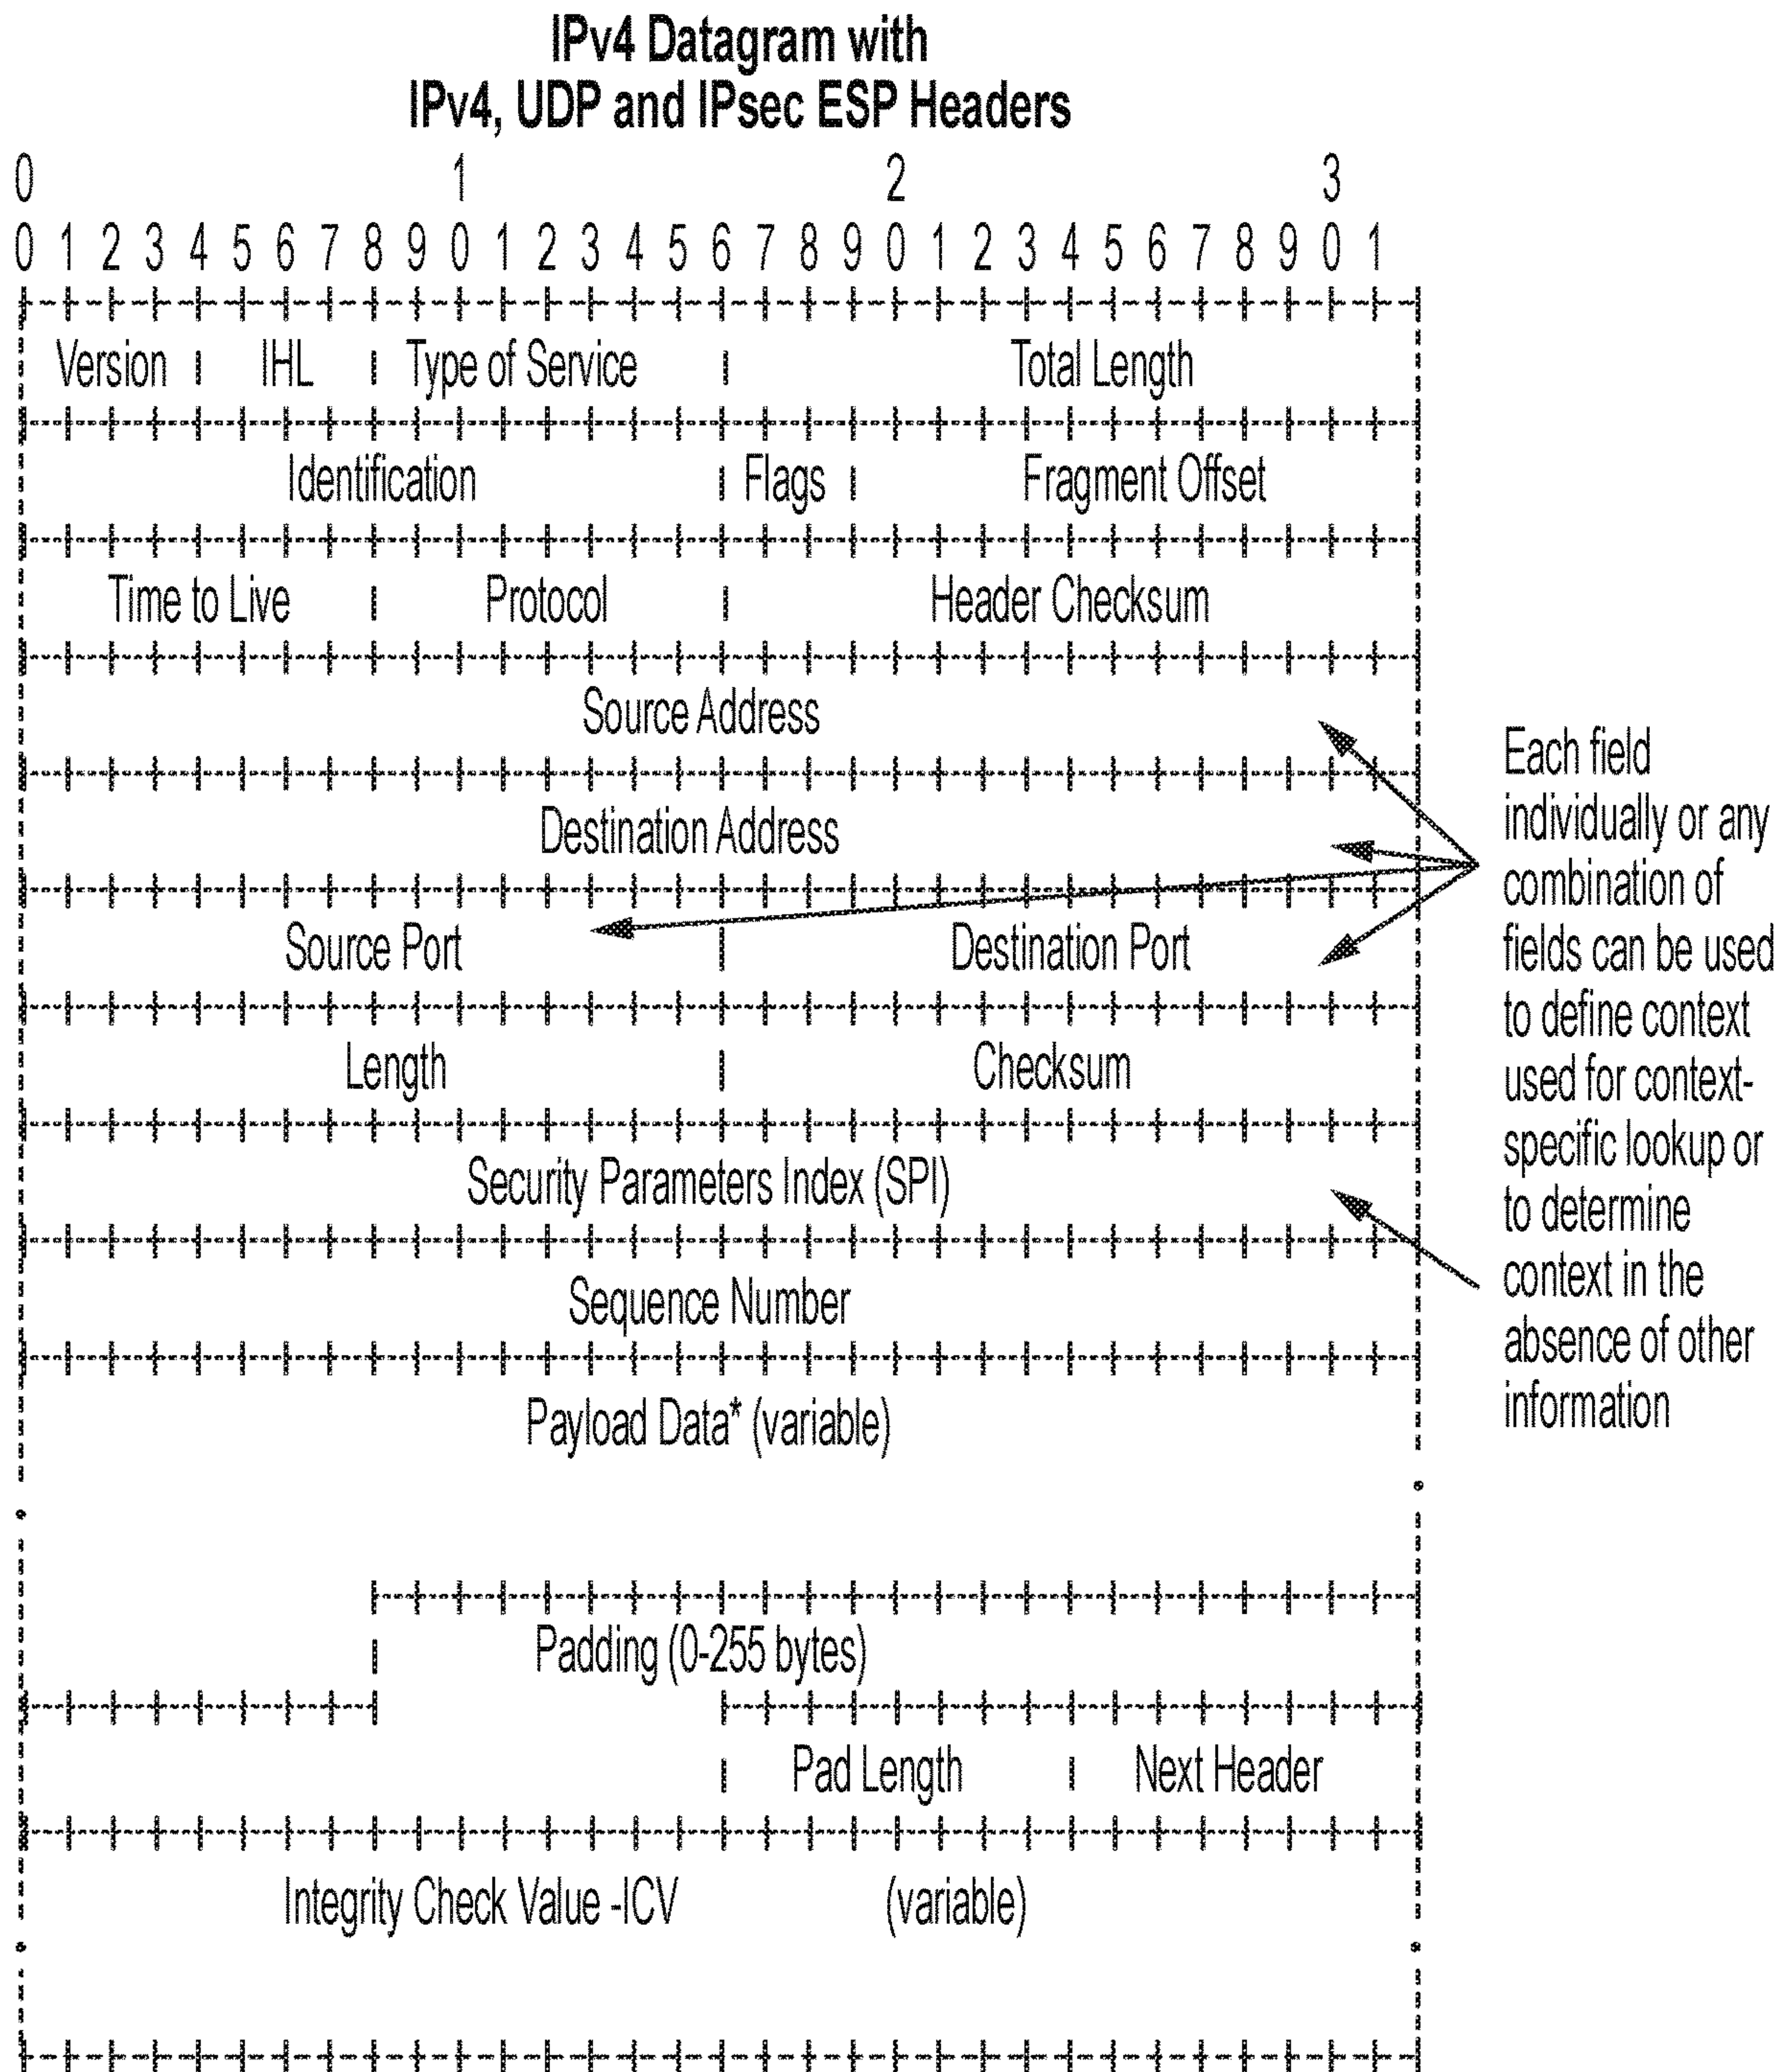 IPv4 Datagram with
IPv4, UDP and IPsec ESP Headers
0 1 2 3
0 1 2 3 4 5 6 7 8 9 0 1 2 3 4 5 6 7 8 9 0 1 2 3 4 5 6 7 8 9 0 1
Version IHL Type of Service Total Length
Identification Flags Fragment Offset
Time to Live Protocol Header Checksum
Source Address
Destination Address
Source Port Destination Port
Length Checksum
Security Parameters Index (SPI)
Sequence Number
Payload Data* (variable)
Padding (0-255 bytes)
Pad Length Next Header
Integrity Check Value -ICV (variable)
Each field
individually or any
combination of
fields can be used
to define context
used for context-
specific lookup or
to determine
context in the
absence of other
information